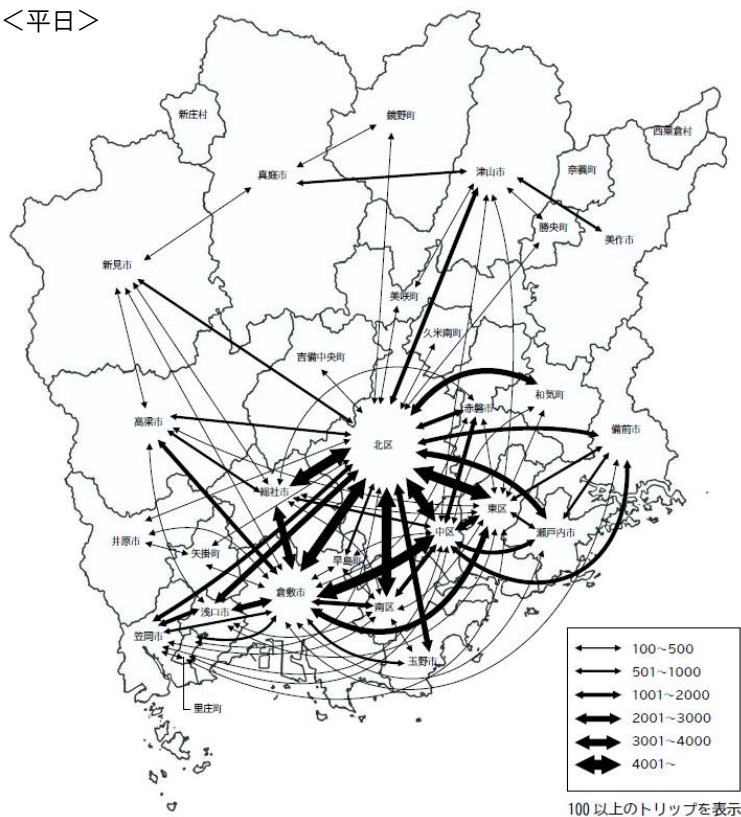 ＜平日＞
新庄村
鏡野町
西粟倉村
真庭市
津山市
奈義町
勝央町
美作市
新見市
美咲町
久米南町
吉備中央町
和気町
赤磐市
高梁市
備前市
北区
総社市
東区
中区
瀬戸内市
井原市
矢掛町
早島町
倉敷市
浅口市
南区
笠岡市
玉野市
里庄町
100～500
501～1000
1001～2000
2001～3000
3001～4000
4001～
100 以上のトリップを表示